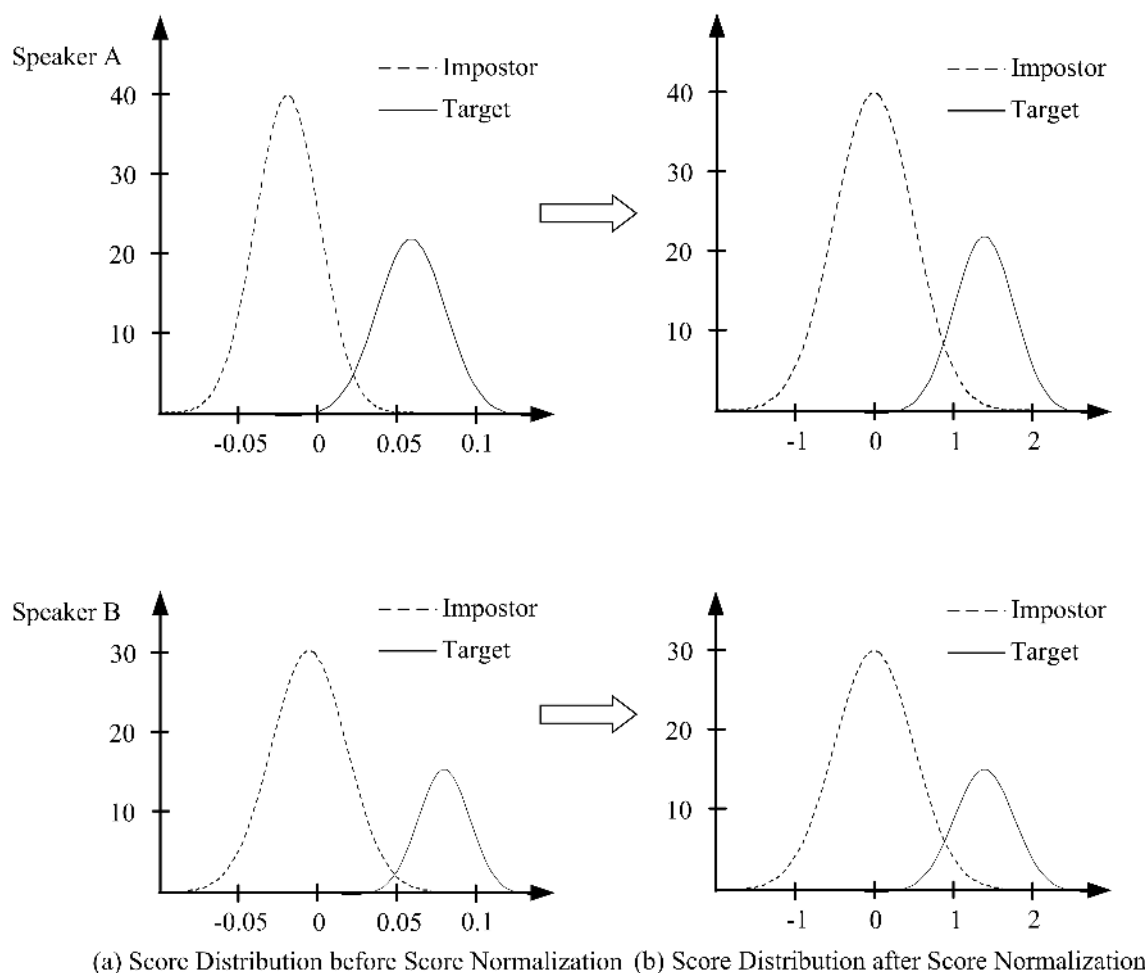 Speaker A
Impostor
Target
40
30
20
10
-0.05 0 0.05 0.1
Impostor
Target
40
30
20
10
-1 0 1 2
Speaker B
Impostor
Target
30
20
10
-0.05 0 0.05 0.1
Impostor
Target
30
20
10
-1 0 1 2
(a) Score Distribution before Score Normalization (b) Score Distribution after Score Normalization